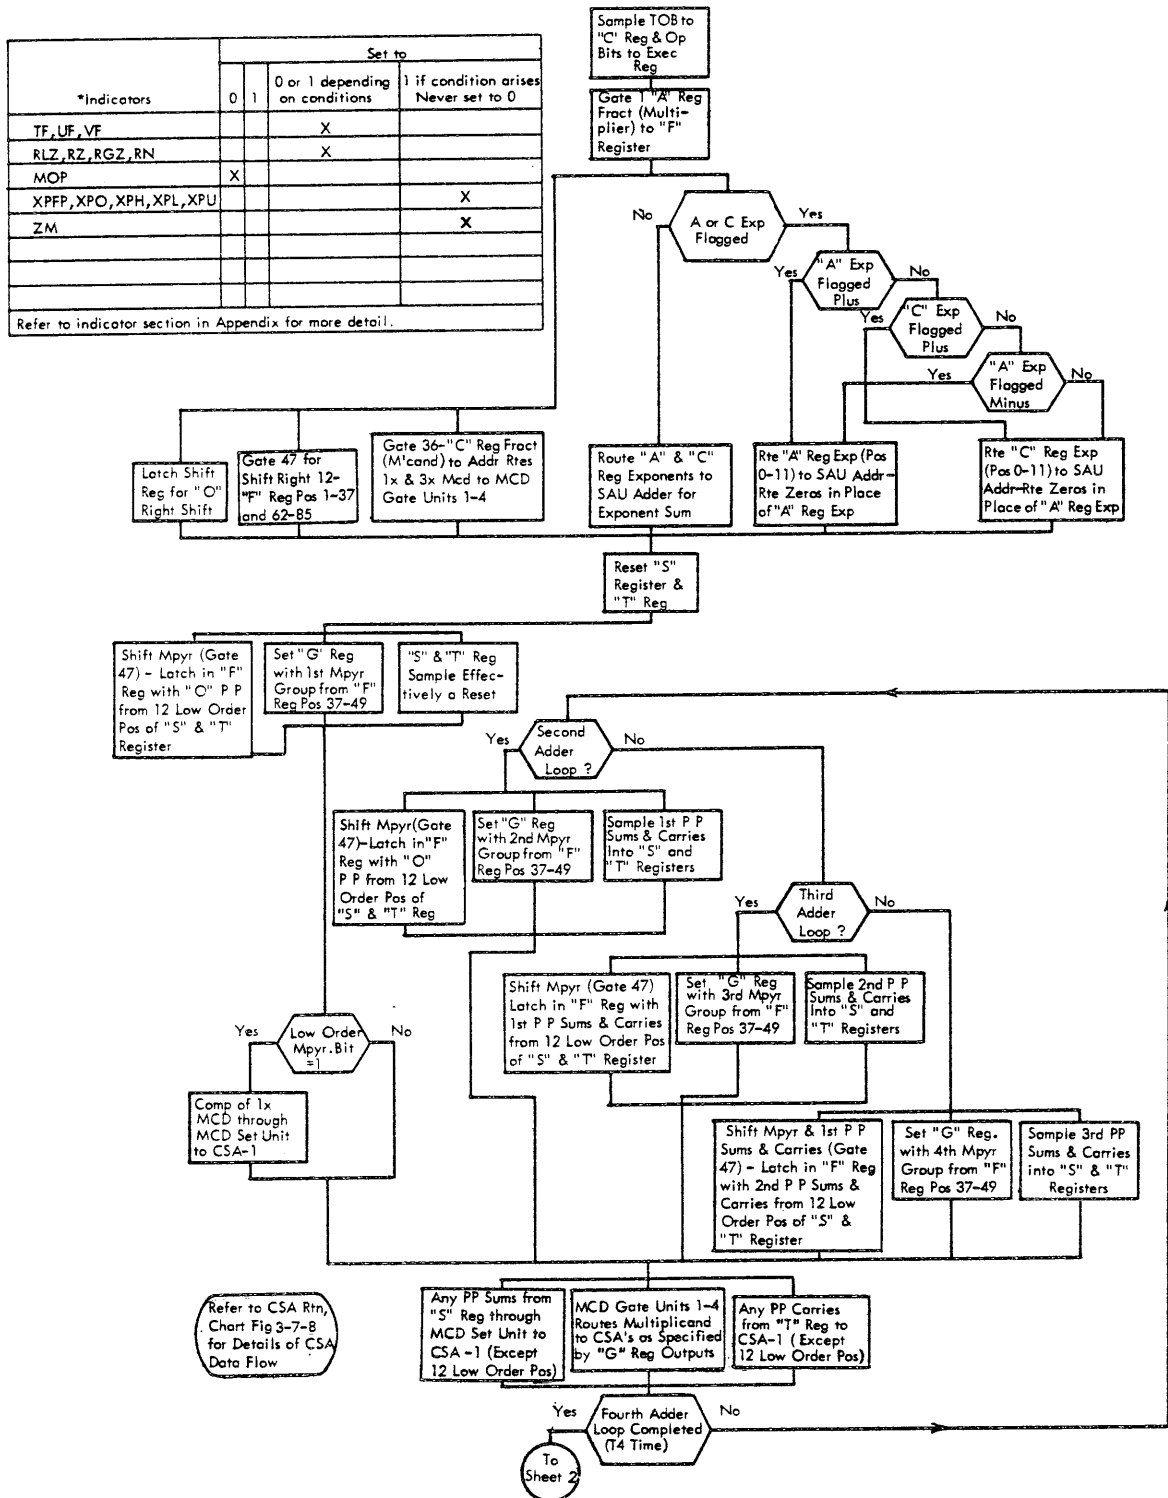 Sample TOB to
"C" Reg & Op
Bits to Exec
Reg
Set to
*Indicators
0
1
0 or 1 depending
on conditions
1 if condition arises
Never set to 0
TF,UF,VF
X
RLZ,RZ,RGZ,RN
X
MOP
X
XPFP,XPO,XPH,XPL,XPU
X
ZM
X
Refer to indicator section in Appendix for more detail.
Gate 1 "A" Reg
Fract (Multi-
plier) to "F"
Register
No
A or C Exp
Flagged
Yes
Yes
"A" Exp
Flagged
Plus
No
Yes
"C" Exp
Flagged
Plus
No
Yes
"A" Exp
Flagged
Minus
No
Latch Shift
Reg for "O"
Right Shift
Gate 47 for
Shift Right 12-
"F" Reg Pos 1-37
and 62-85
Gate 36-"C" Reg Fract
(M'cand) to Addr Rtes
1x & 3x Mcd to MCD
Gate Units 1-4
Route "A" & "C"
Reg Exponents to
SAU Adder for
Exponent Sum
Rte "A" Reg Exp (Pos
0-11) to SAU Addr-
Rte Zeros in Place
of "A" Reg Exp
Rte "C" Reg Exp
(Pos 0-11) to SAU
Addr-Rte Zeros in
Place of "A" Reg Exp
Reset "S"
Register &
"T" Reg
Shift Mpyr (Gate
47) - Latch in "F"
Reg with "O" P P
from 12 Low Order
Pos of "S" & "T"
Register
Set "G" Reg
with 1st Mpyr
Group from "F"
Reg Pos 37-49
"S" & "T" Reg
Sample Effec-
tively a Reset
Yes
Second
Adder
Loop ?
No
Shift Mpyr(Gate
47)-Latch in "F"
Reg with "O"
P P from 12 Low
Order Pos of
"S" & "T" Reg
Set "G" Reg
with 2nd Mpyr
Group from "F"
Reg Pos 37-49
Sample 1st P P
Sums & Carries
Into "S" and
"T" Registers
Yes
Third
Adder
Loop ?
No
Shift Mpyr (Gate 47)
Latch in "F" Reg with
1st P P Sums & Carries
from 12 Low Order Pos
of "S" & "T" Register
Set "G" Reg
with 3rd Mpyr
Group from "F"
Reg Pos 37-49
Sample 2nd P P
Sums & Carries
Into "S" and
"T" Registers
Yes
Low Order
Mpyr.Bit
=1
No
Comp of 1x
MCD through
MCD Set Unit
to CSA-1
Shift Mpyr & 1st P P
Sums & Carries (Gate
47) - Latch in "F" Reg
with 2nd P P Sums &
Carries from 12 Low
Order Pos of "S" &
"T" Register
Set "G" Reg.
with 4th Mpyr
Group from "F"
Reg Pos 37-49
Sample 3rd PP
Sums & Carries
into "S" & "T"
Registers
Refer to CSA Rtn,
Chart Fig 3-7-8
for Details of CSA
Data Flow
Any PP Sums from
"S" Reg through
MCD Set Unit to
CSA -1 (Except
12 Low Order Pos)
MCD Gate Units 1-4
Routes Multiplicand
to CSA's as Specified
by "G" Reg Outputs
Any PP Carries
from "T" Reg to
CSA-1 (Except
12 Low Order Pos)
Yes
Fourth Adder
Loop Completed
(T4 Time)
No
To
Sheet 2